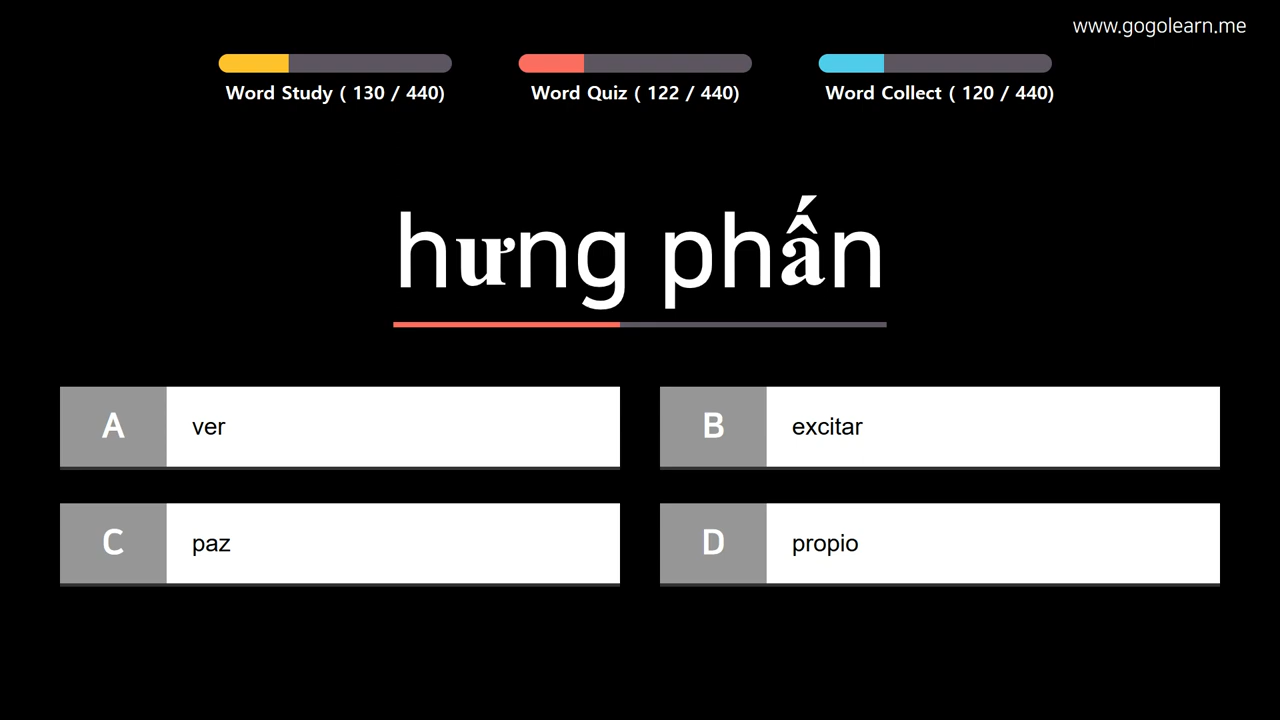 www.gogolearn.me
Word Study ( 130 / 440)
Word Quiz ( 122 / 440)
Word Collect ( 120 / 440)
hưng phấn
A ver
B excitar
C paz
D propio